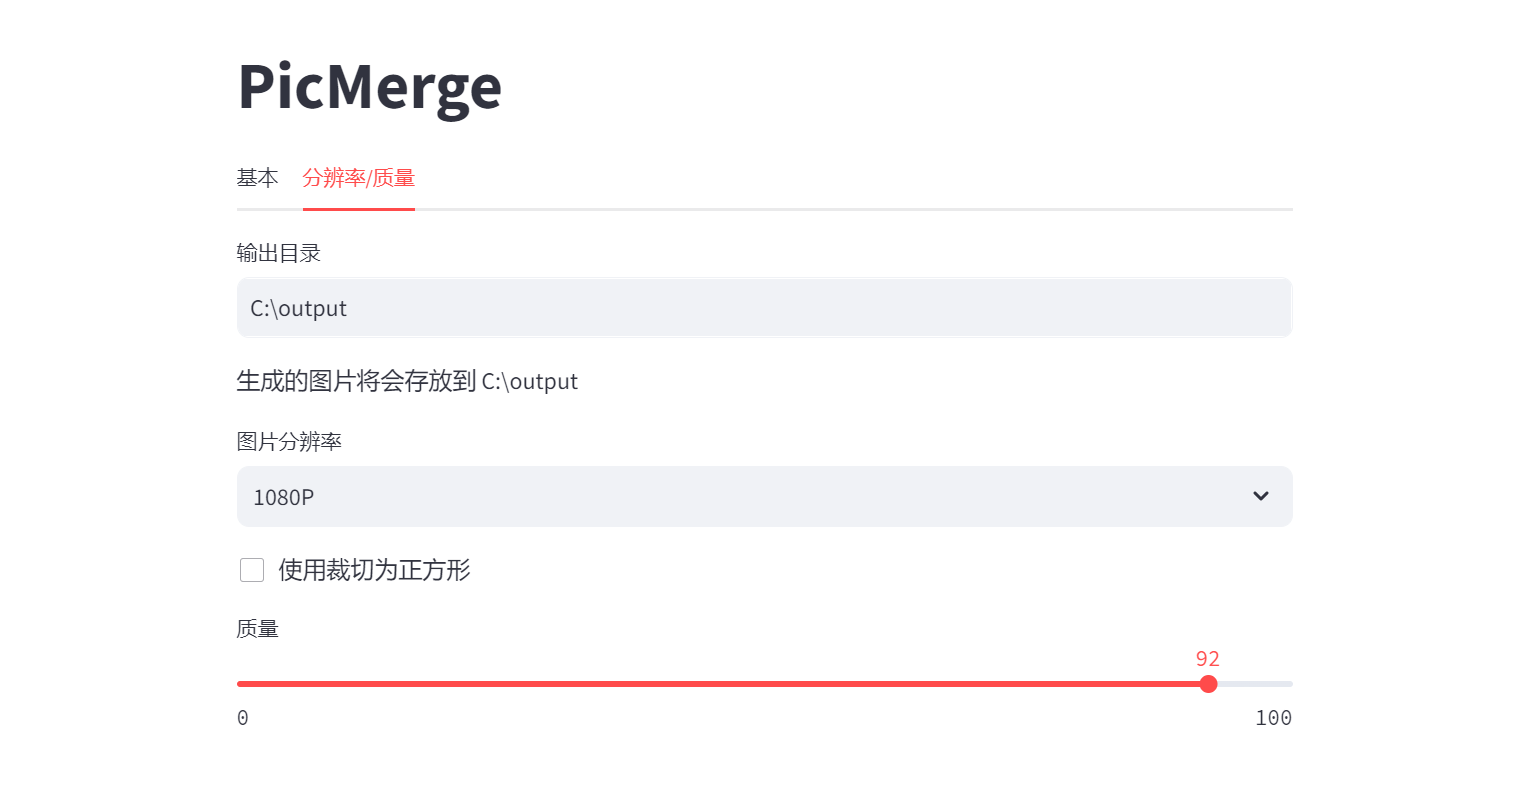 PicMerge
基本 分辨率/质量
输出目录
C:\output
生成的图片将会存放到 C:\output
图片分辨率
1080P
使用裁切为正方形
质量
92
0 100